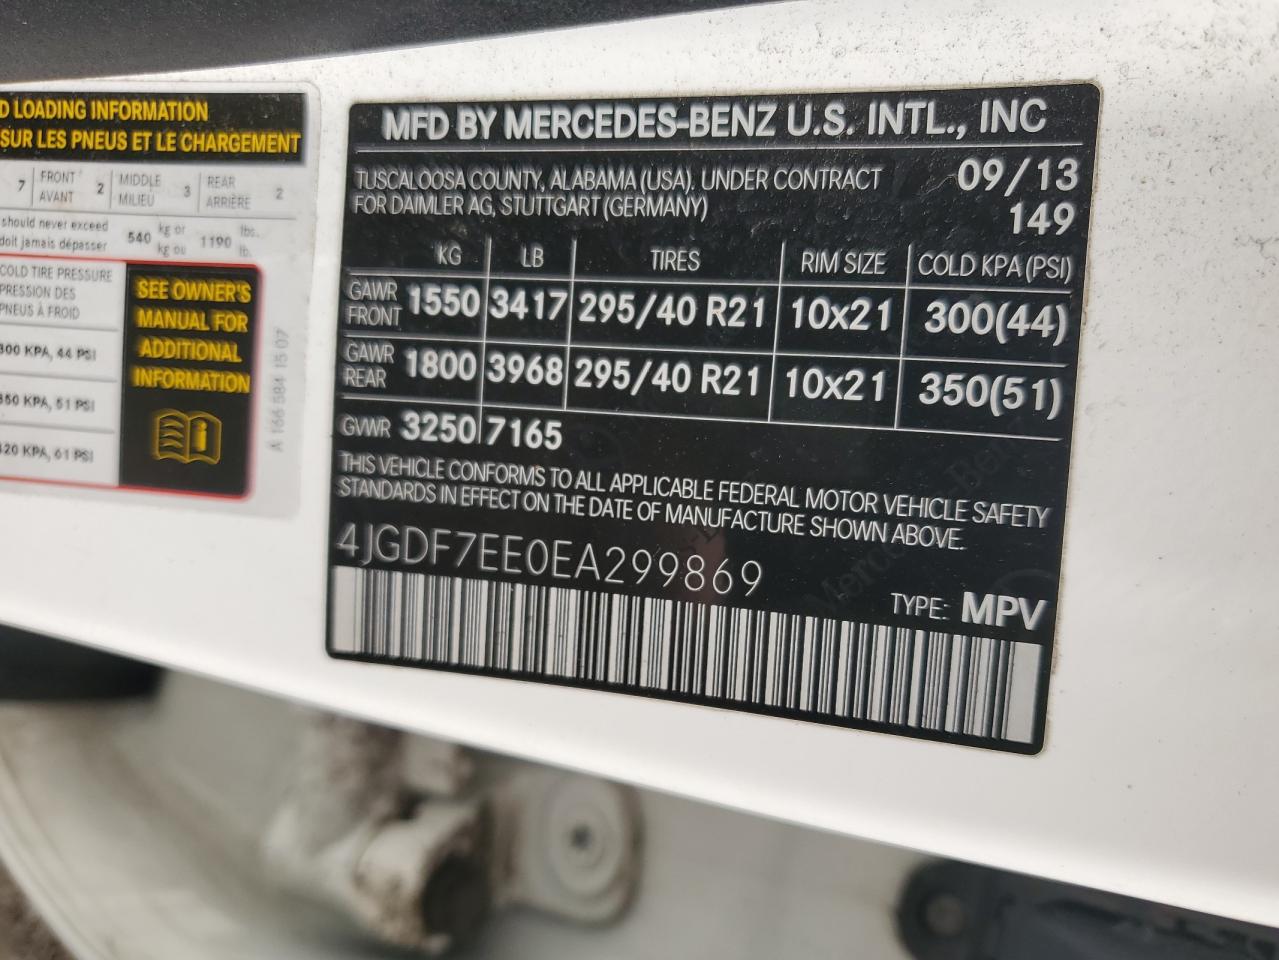 D LOADING INFORMATION
SUR LES PNEUS ET LE CHARGEMENT
7 FRONT AVANT 2 MIDDLE MILIEU 3 REAR ARRIÈRE 2
should never exceed
doit jamais dépasser 540 kg or kg ou 1190 lbs. lb.
COLD TIRE PRESSURE
PRESSION DES
PNEUS À FROID
300 KPA, 44 PSI
350 KPA, 51 PSI
420 KPA, 61 PSI
SEE OWNER'S
MANUAL FOR
ADDITIONAL
INFORMATION
A 166 584 15 07
MFD BY MERCEDES-BENZ U.S. INTL., INC
TUSCALOOSA COUNTY, ALABAMA (USA), UNDER CONTRACT 09/13
FOR DAIMLER AG, STUTTGART (GERMANY) 149
KG LB TIRES RIM SIZE COLD KPA (PSI)
GAWR FRONT 1550 3417 295/40 R21 10x21 300(44)
GAWR REAR 1800 3968 295/40 R21 10x21 350(51)
GVWR 3250 7165
THIS VEHICLE CONFORMS TO ALL APPLICABLE FEDERAL MOTOR VEHICLE SAFETY
STANDARDS IN EFFECT ON THE DATE OF MANUFACTURE SHOWN ABOVE.
4JGDF7EE0EA299869
TYPE: MPV